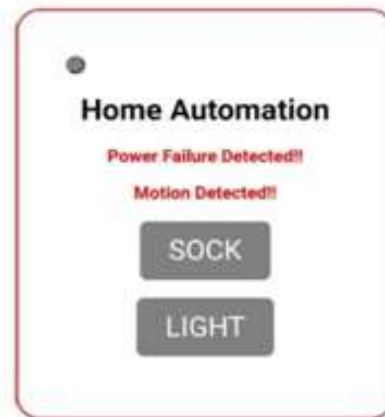 Home Automation
Power Failure Detected!!
Motion Detected!!
SOCK
LIGHT